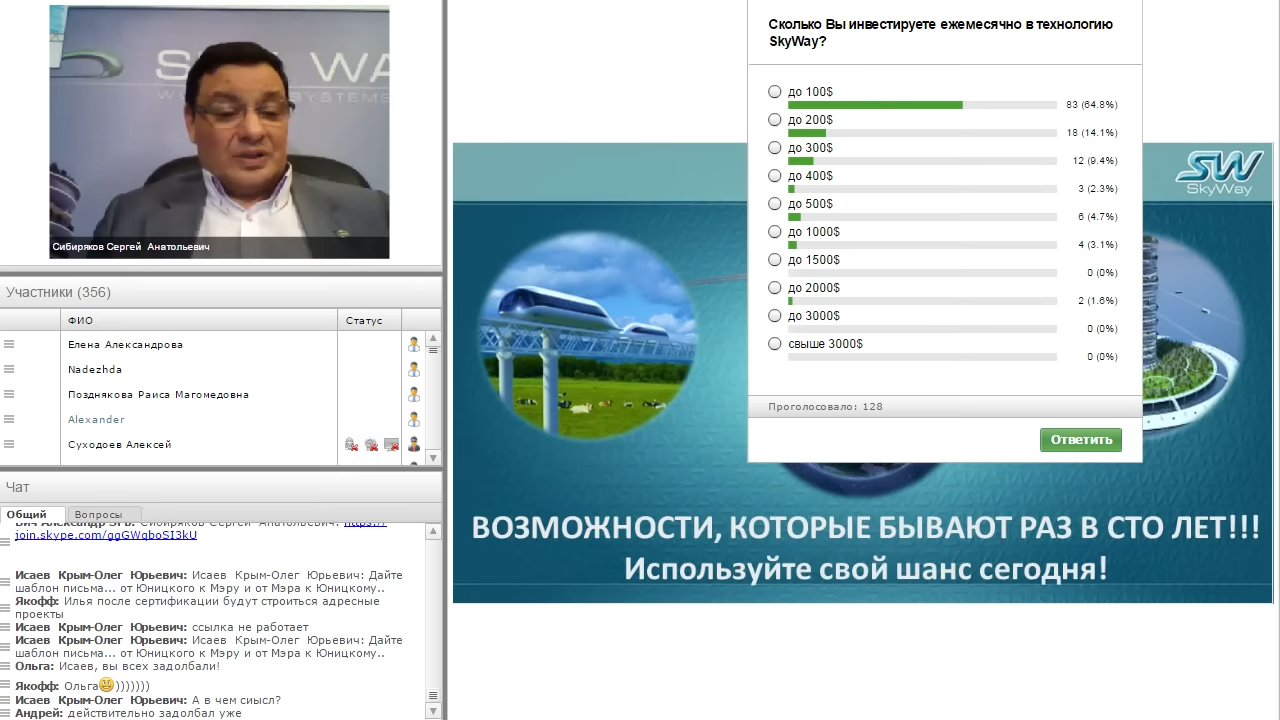 SKY WAY
Сибиряков Сергей Анатольевич
Участники (356)
ФИО
Статус
Елена Александрова
Nadezhda
Позднякова Раиса Магомедовна
Alexander
Суходоев Алексей
Чат
Общий
Вопросы
Сибиряков Сергей Анатольевич: https://
join.skype.com/ggGWqboSI3kU
Исаев Крым-Олег Юрьевич: Исаев Крым-Олег Юрьевич: Дайте
шаблон письма... от Юницкого к Мэру и от Мэра к Юницкому..
Якофф: Илья после сертификации будут строиться адресные
проекты
Исаев Крым-Олег Юрьевич: ссылка не работает
Исаев Крым-Олег Юрьевич: Исаев Крым-Олег Юрьевич: Дайте
шаблон письма... от Юницкого к Мэру и от Мэра к Юницкому..
Ольга: Исаев, вы всех задолбали!
Якофф: Ольга )))))))
Исаев Крым-Олег Юрьевич: А в чем сиысл?
Андрей: действительно задолбал уже
Сколько Вы инвестируете ежемесячно в технологию
SkyWay?
до 100$
83 (64.8%)
до 200$
18 (14.1%)
до 300$
12 (9.4%)
до 400$
3 (2.3%)
до 500$
6 (4.7%)
до 1000$
4 (3.1%)
до 1500$
0 (0%)
до 2000$
2 (1.6%)
до 3000$
0 (0%)
свыше 3000$
0 (0%)
Проголосовало: 128
Ответить
SW
SkyWay
ВОЗМОЖНОСТИ, КОТОРЫЕ БЫВАЮТ РАЗ В СТО ЛЕТ!!!
Используйте свой шанс сегодня!